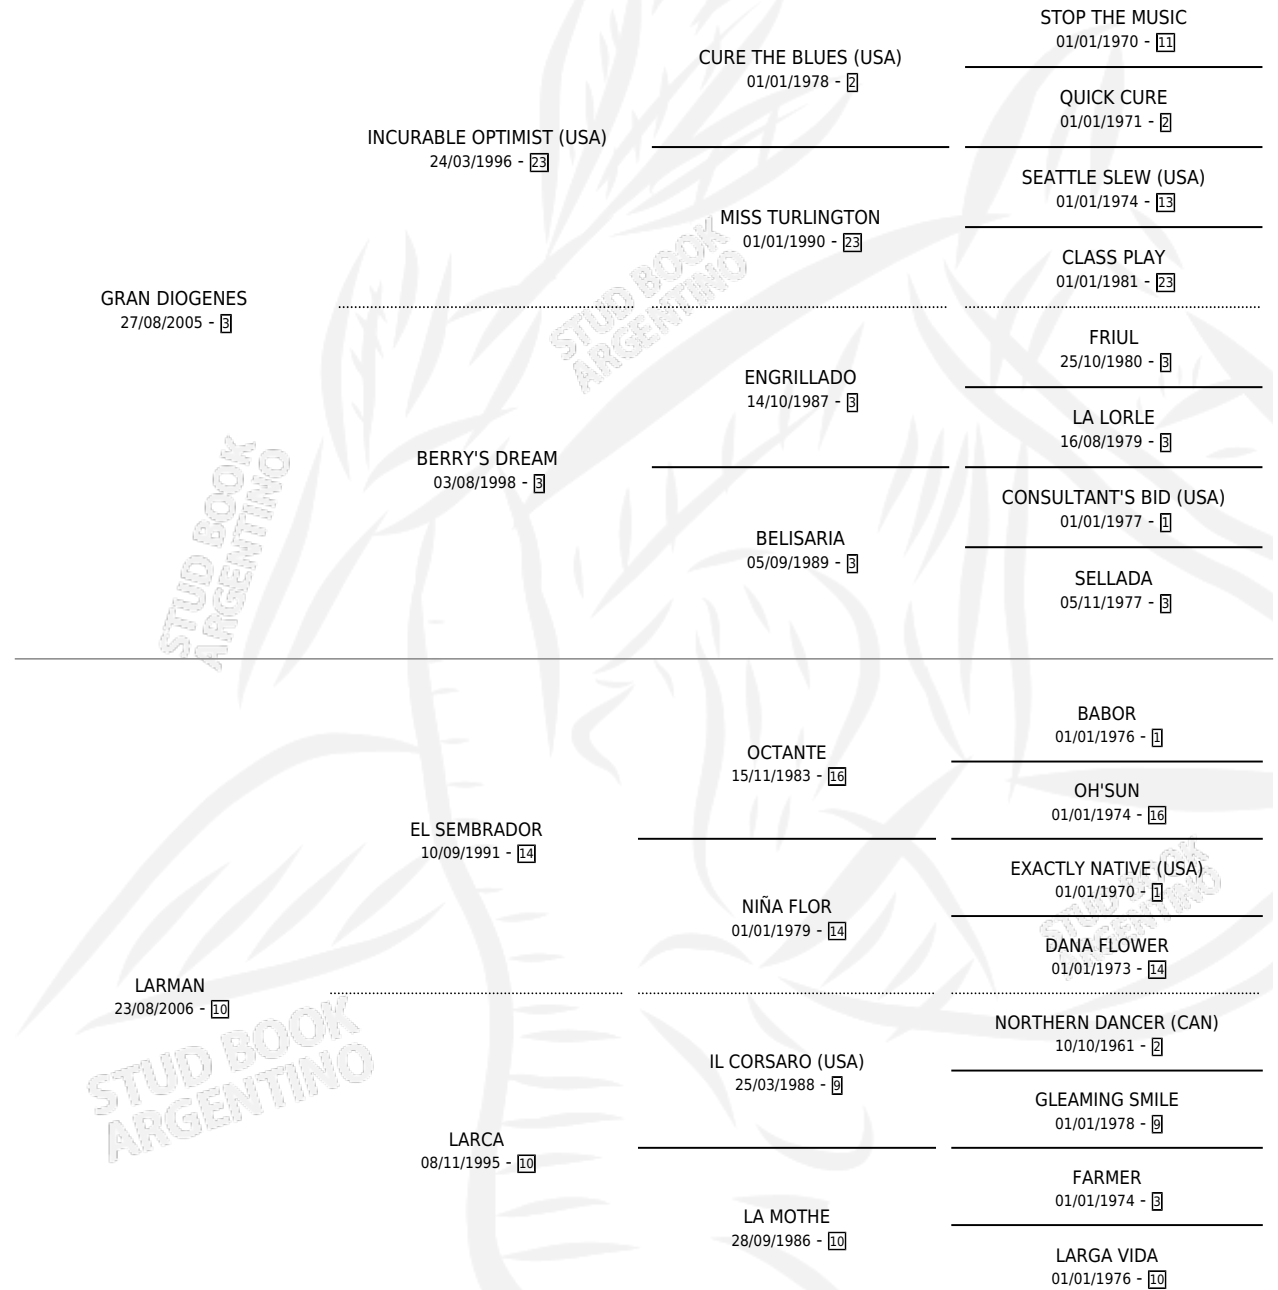 STOP THE MUSIC
01/01/1970 - 11
CURE THE BLUES (USA)
01/01/1978 - 2
QUICK CURE
01/01/1971 - 2
INCURABLE OPTIMIST (USA)
24/03/1996 - 23
SEATTLE SLEW (USA)
01/01/1974 - 13
MISS TURLINGTON
01/01/1990 - 23
CLASS PLAY
01/01/1981 - 23
GRAN DIOGENES
27/08/2005 - 3
FRIUL
25/10/1980 - 3
ENGRILLADO
14/10/1987 - 3
LA LORLE
16/08/1979 - 3
BERRY'S DREAM
03/08/1998 - 3
CONSULTANT'S BID (USA)
01/01/1977 - 1
BELISARIA
05/09/1989 - 3
SELLADA
05/11/1977 - 3
STUD BOOK
ARGENTINO
STUD BOOK
ARGENTINO
BABOR
01/01/1976 - 1
OCTANTE
15/11/1983 - 16
OH'SUN
01/01/1974 - 16
EL SEMBRADOR
10/09/1991 - 14
EXACTLY NATIVE (USA)
01/01/1970 - 1
NIÑA FLOR
01/01/1979 - 14
DANA FLOWER
01/01/1973 - 14
LARMAN
23/08/2006 - 10
NORTHERN DANCER (CAN)
10/10/1961 - 2
IL CORSARO (USA)
25/03/1988 - 9
GLEAMING SMILE
01/01/1978 - 9
LARCA
08/11/1995 - 10
FARMER
01/01/1974 - 3
LA MOTHE
28/09/1986 - 10
LARGA VIDA
01/01/1976 - 10
STUD BOOK
ARGENTINO
STUD BOOK
ARGENTINO